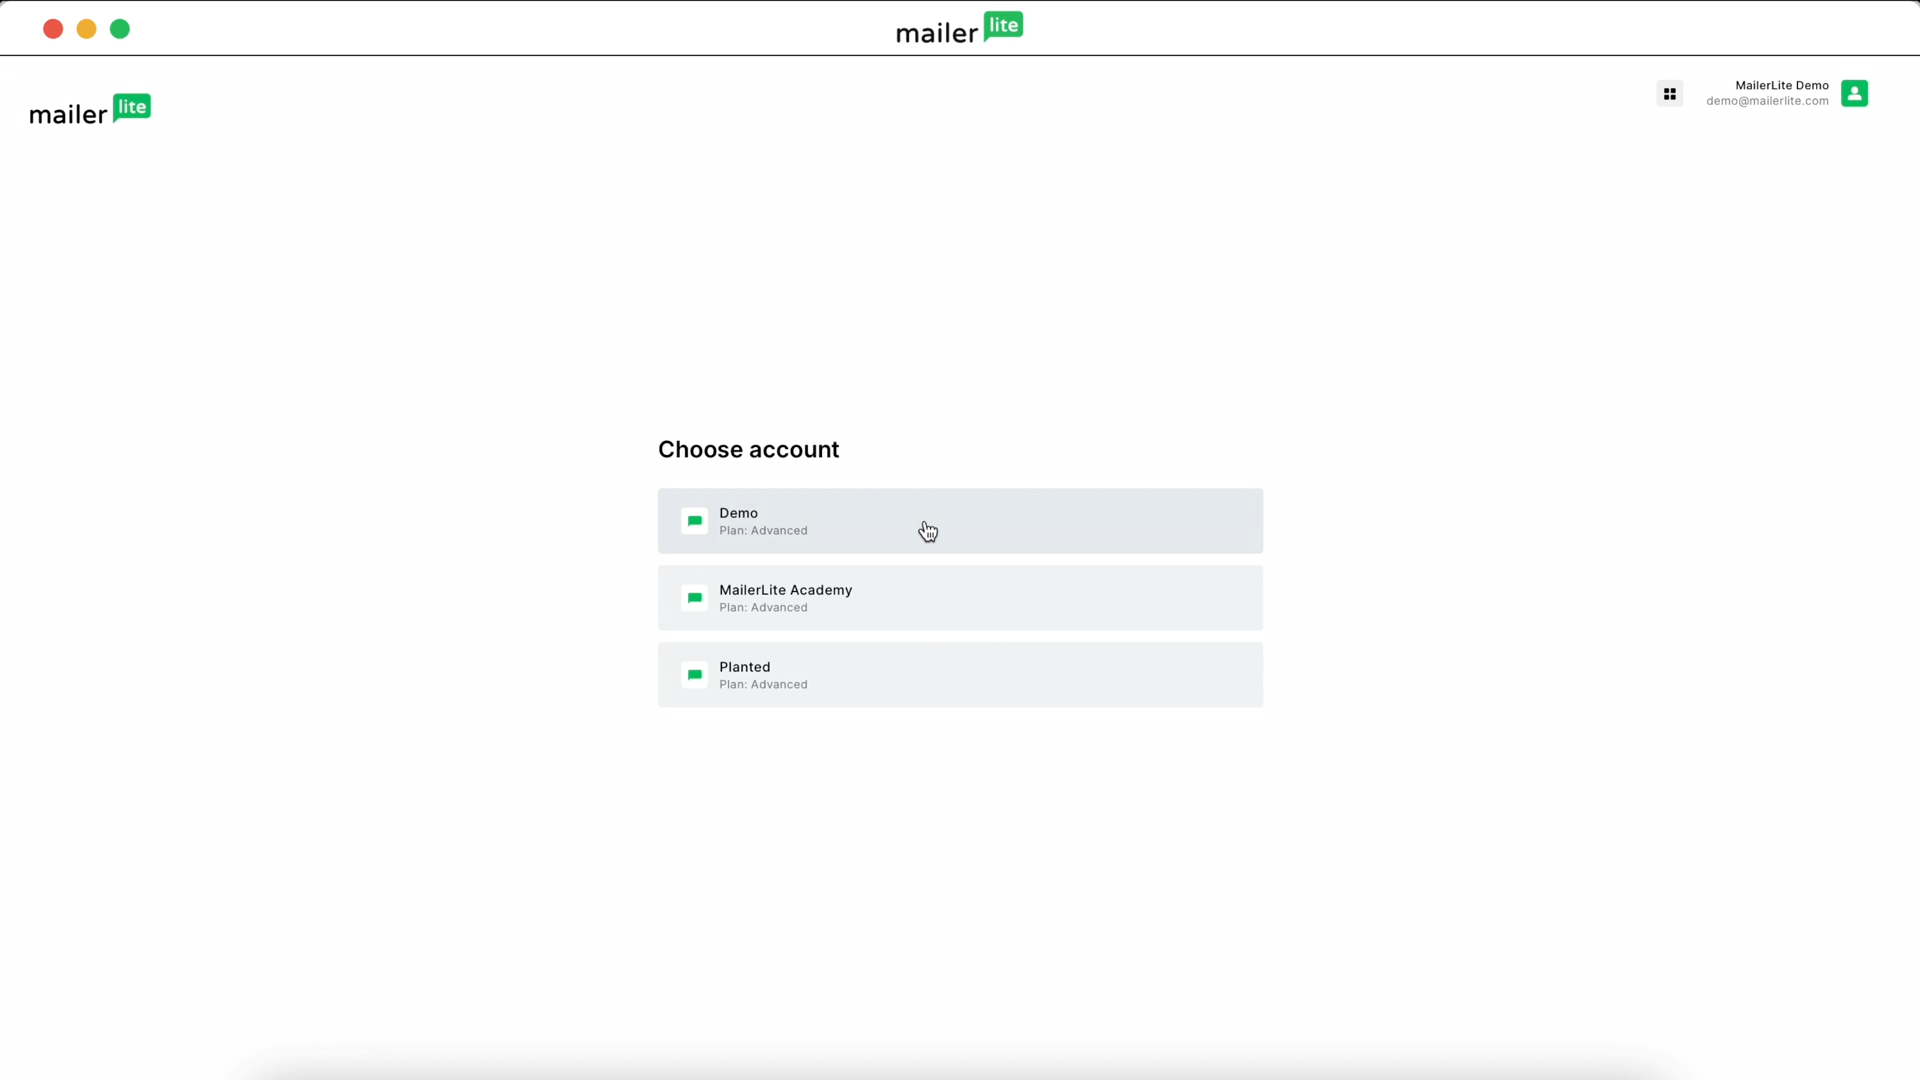 mailer lite
mailer lite
MailerLite Demo
demo@mailerlite.com
Choose account
Demo
Plan: Advanced
MailerLite Academy
Plan: Advanced
Planted
Plan: Advanced